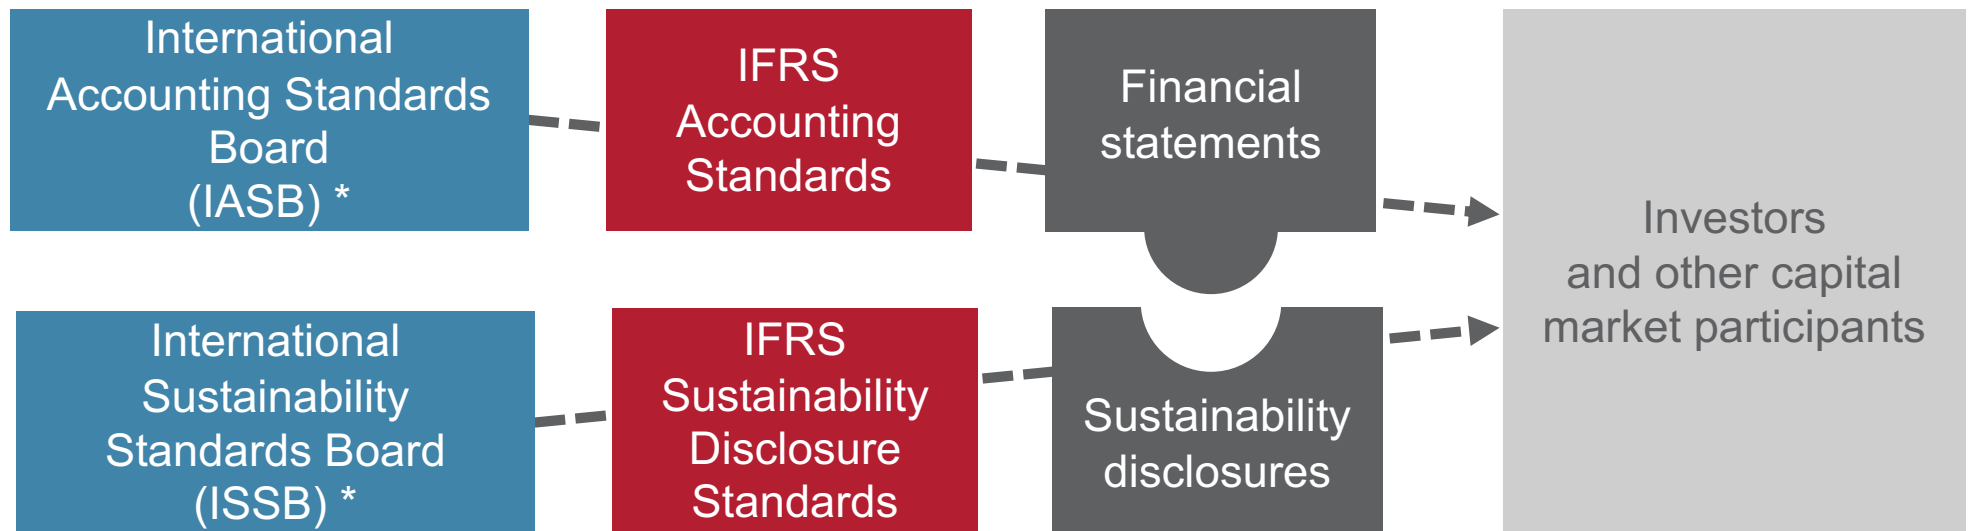 International
Accounting Standards
Board
(IASB) *
IFRS
Accounting
Standards
Financial
statements
Investors
and other capital
market participants
International
Sustainability
Standards Board
(ISSB) *
IFRS
Sustainability
Disclosure
Standards
Sustainability
disclosures